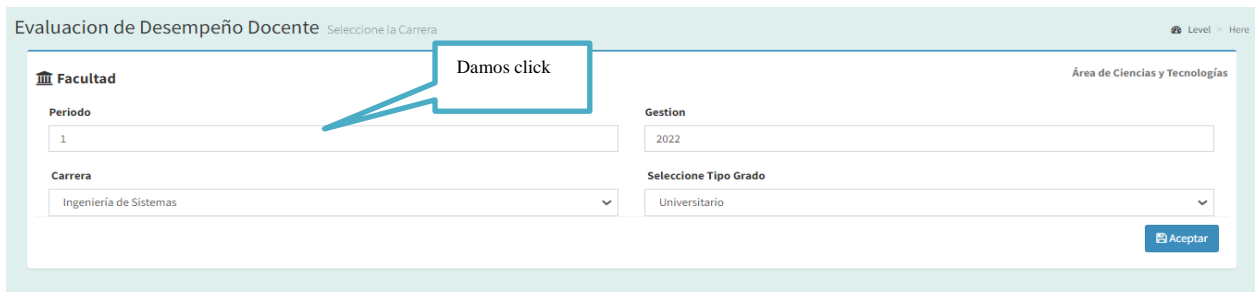 Evaluacion de Desempeño Docente Seleccione la Carrera
Level > Here
Damos click
Facultad
Área de Ciencias y Tecnologías
Periodo
Gestion
1
2022
Carrera
Seleccione Tipo Grado
Ingeniería de Sistemas
Universitario
Aceptar